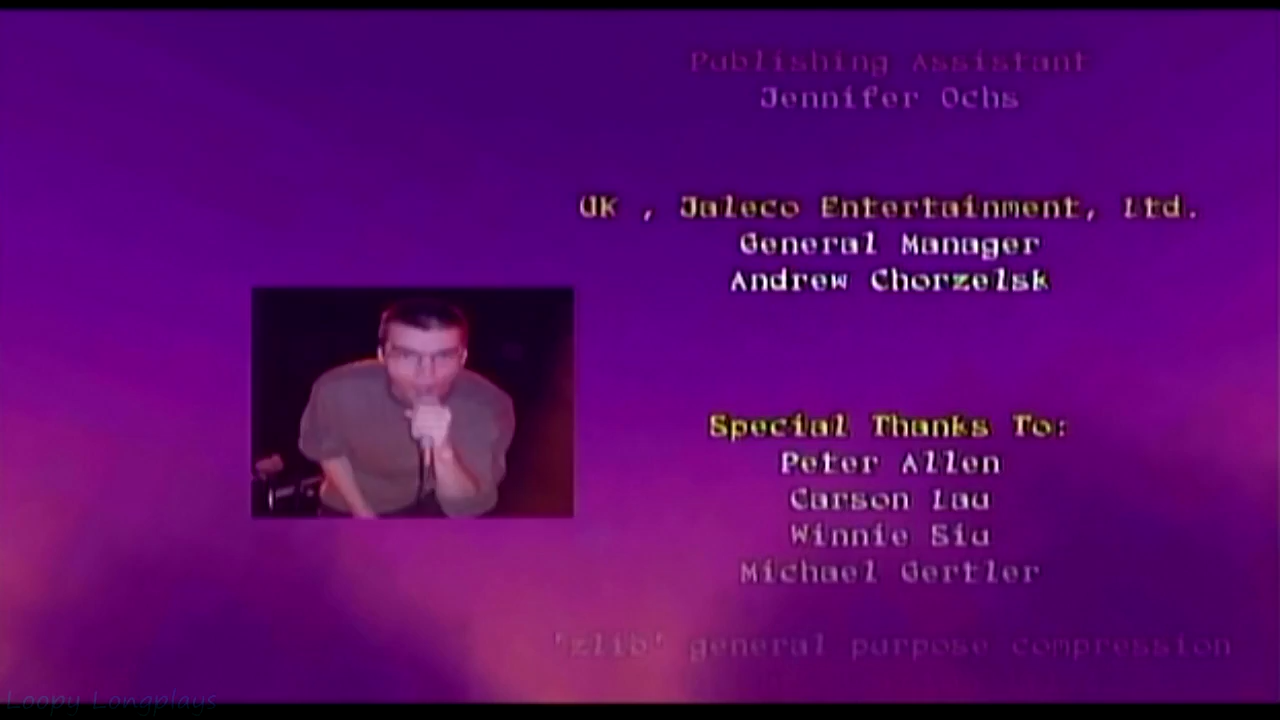 Publishing Assistant
Jennifer Ochs
UK , Jaleco Entertainment, Ltd.
General Manager
Andrew Chorzelsk
Special Thanks To:
Peter Allen
Carson Lau
Winnie Siu
Michael Gertler
'zlib' general purpose compression
Loopy Longplays